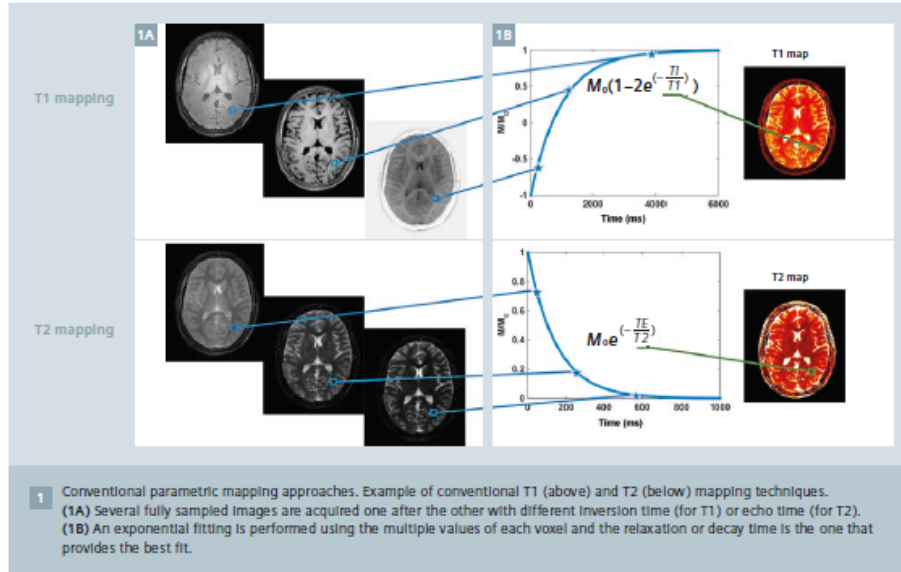 1A
1B
T1 mapping
M₀(1–2e^(–TI/T1))
T1 map
M/M₀
1
0.5
0
-0.5
-1
0
2000
4000
6000
Time (ms)
T2 mapping
M₀e^(–TE/T2)
T2 map
M/M₀
1
0.8
0.6
0.4
0.2
0
0
200
400
600
800
1000
Time (ms)
1 Conventional parametric mapping approaches. Example of conventional T1 (above) and T2 (below) mapping techniques.
(1A) Several fully sampled images are acquired one after the other with different inversion time (for T1) or echo time (for T2).
(1B) An exponential fitting is performed using the multiple values of each voxel and the relaxation or decay time is the one that
provides the best fit.